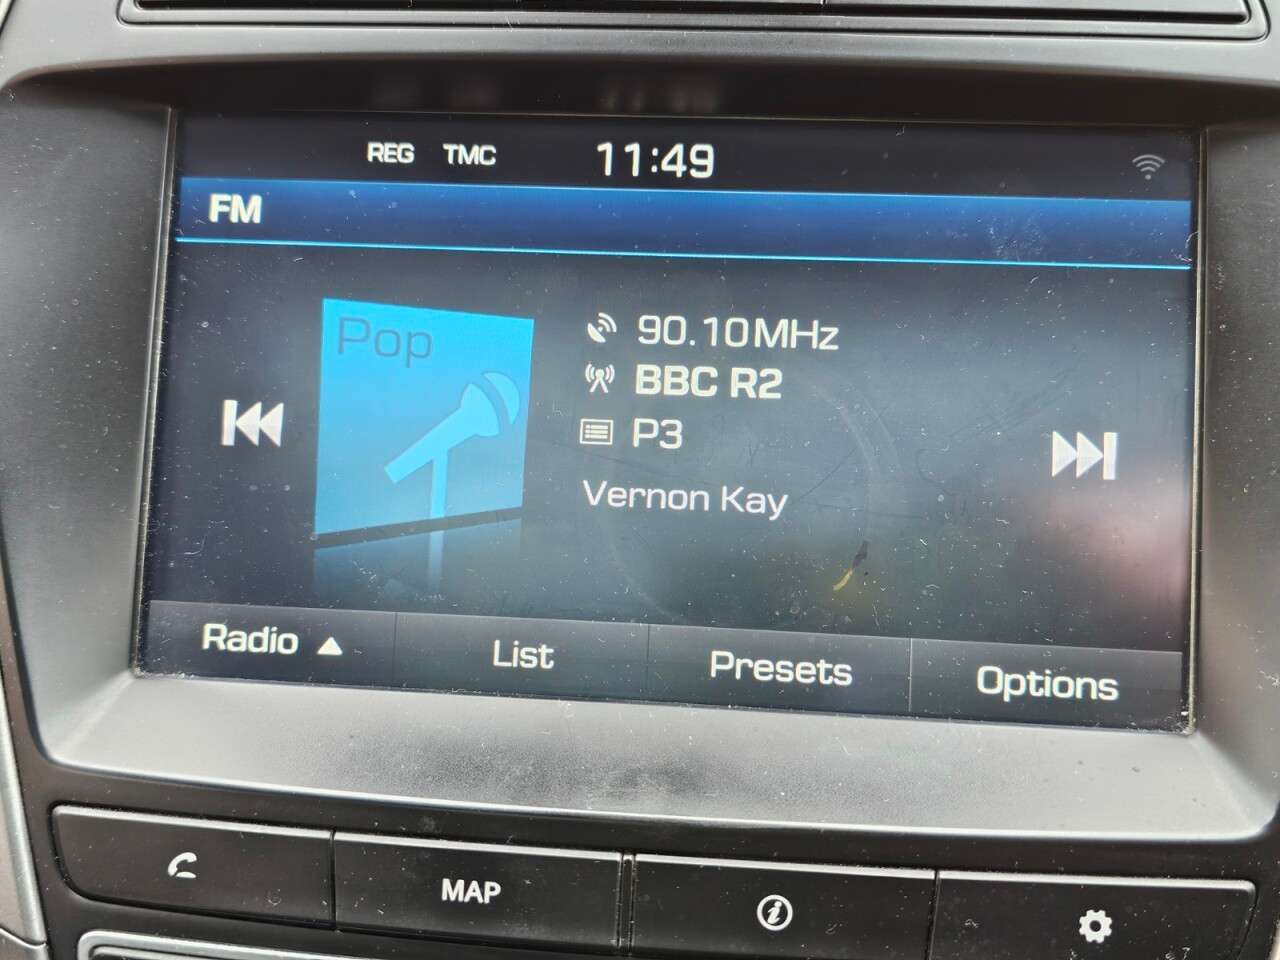 REG TMC 11:49
FM
Pop
90.10MHz
BBC R2
P3
Vernon Kay
Radio ▲ List Presets Options
MAP